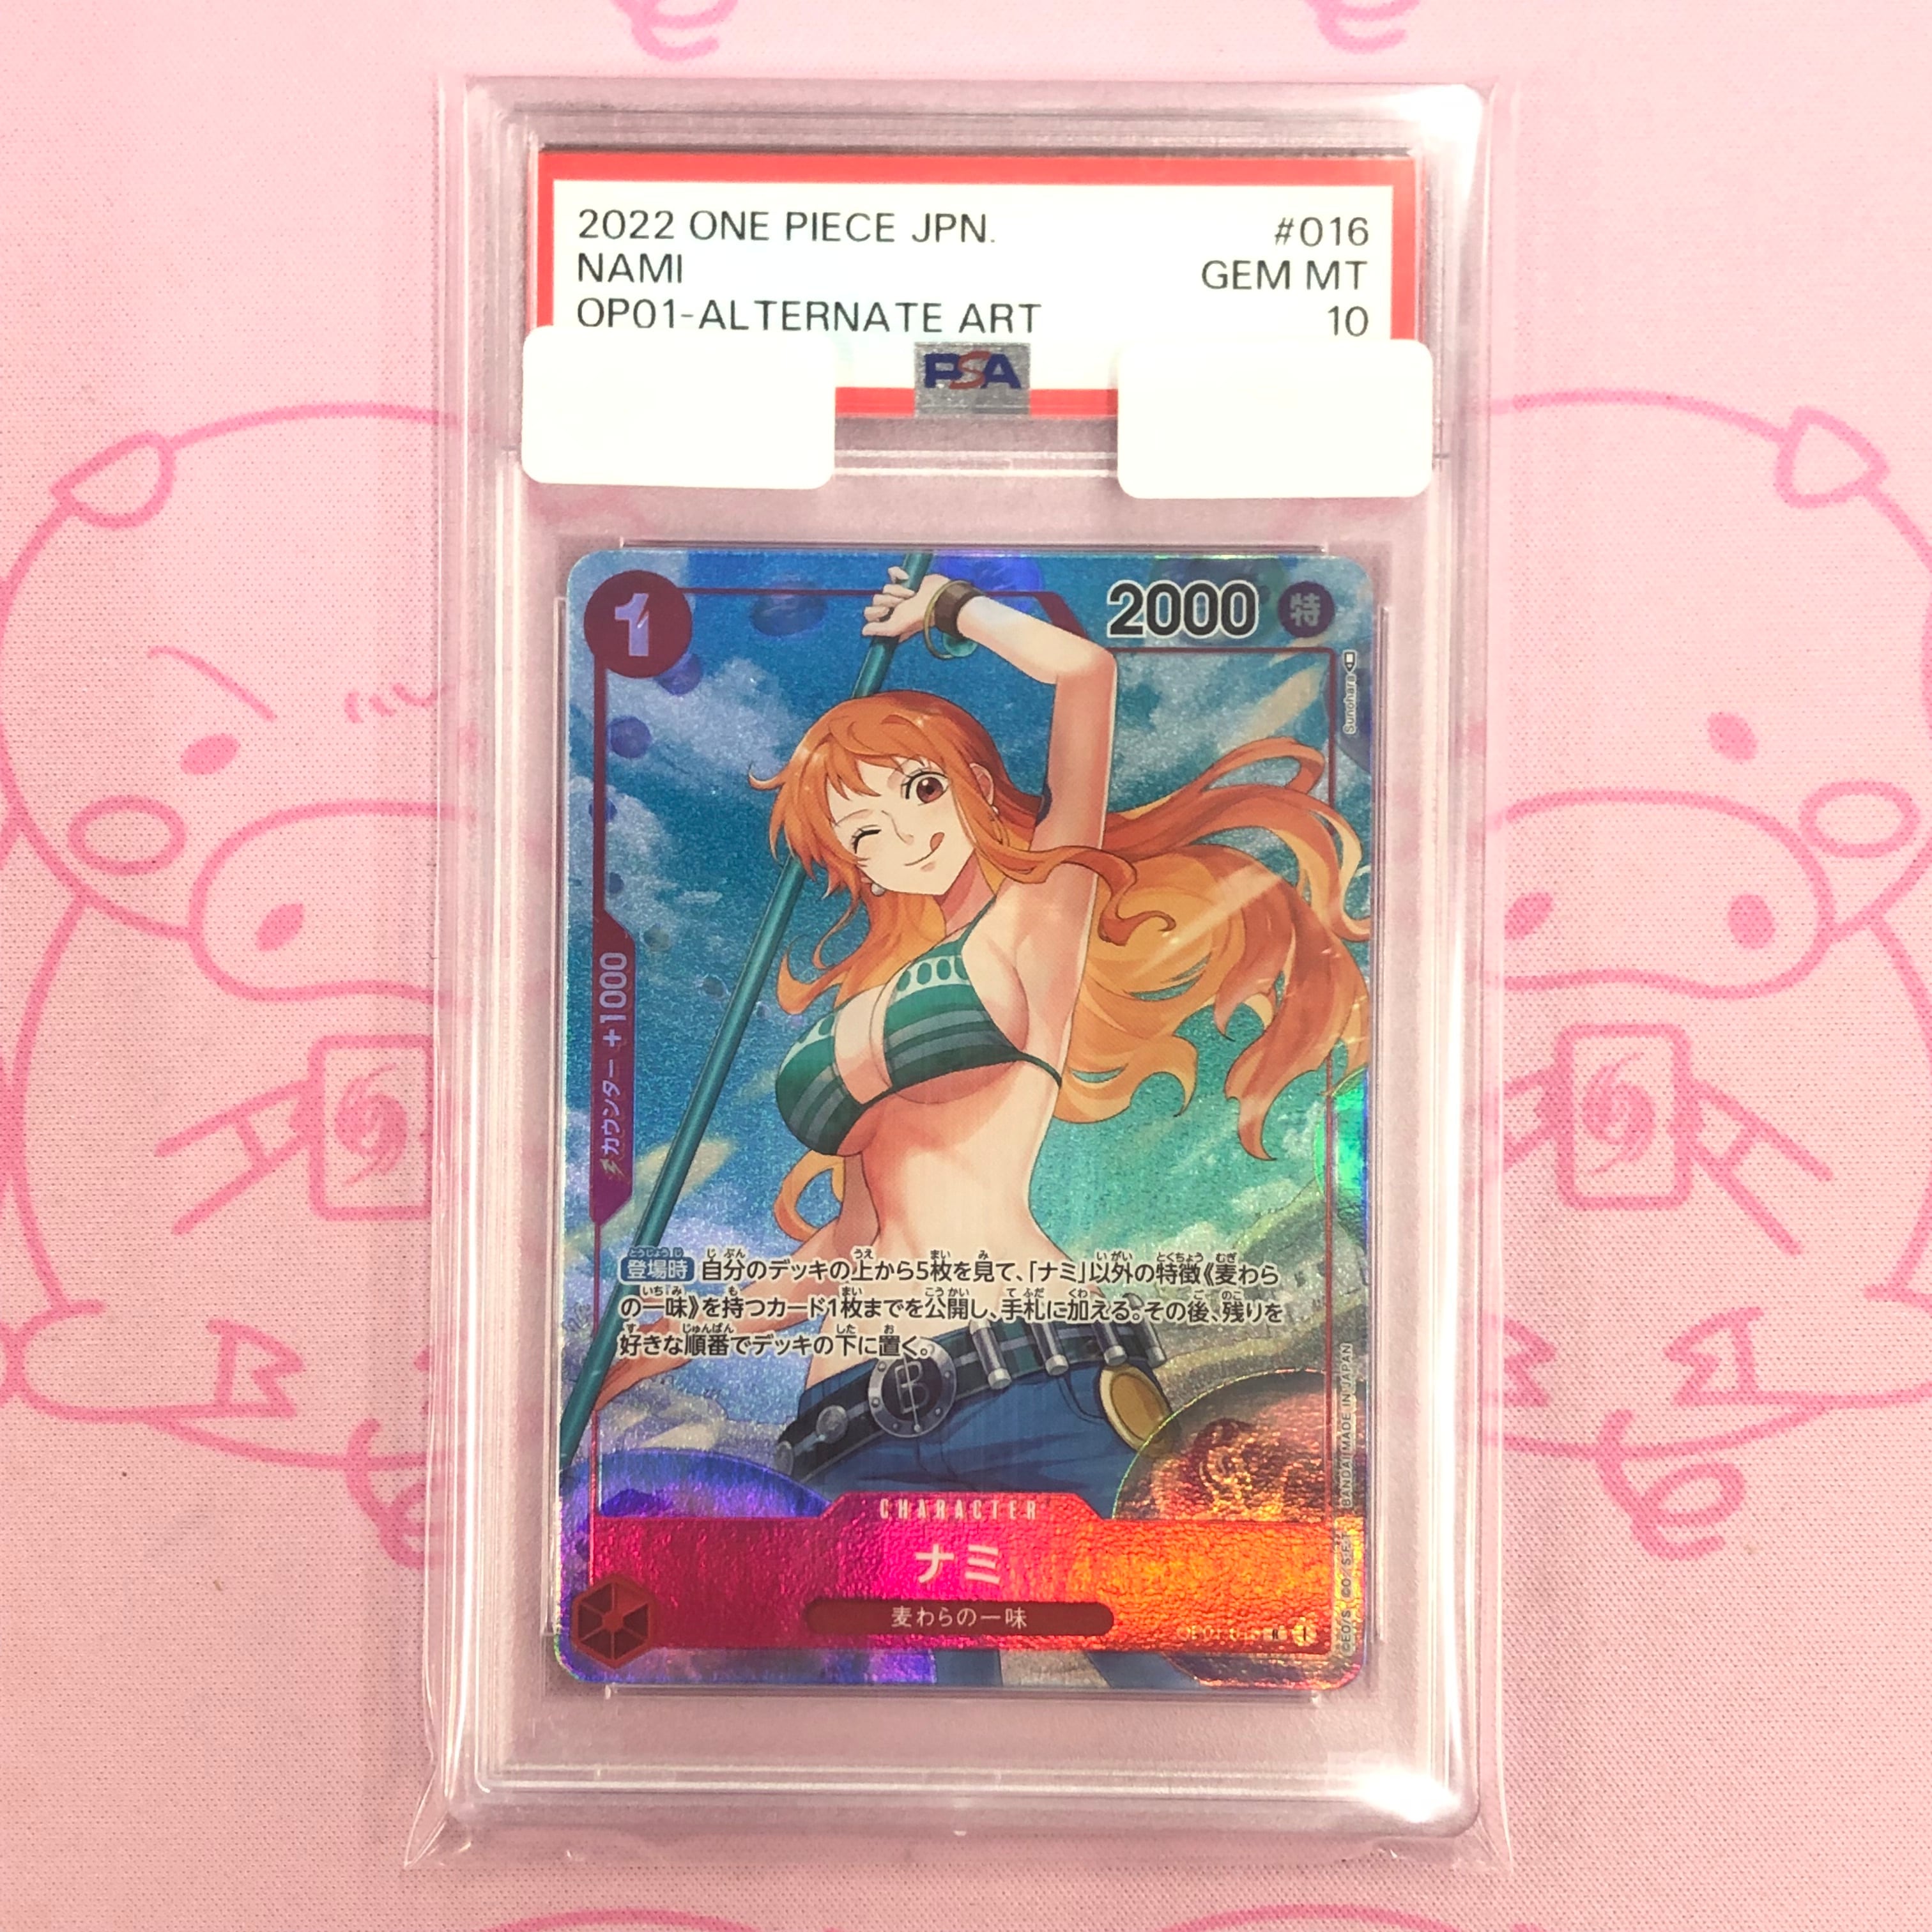 2022 ONE PIECE JPN. #016
NAMI GEM MT
OP01-ALTERNATE ART 10
PSA
1
2000 特
Sunohara
カウンター +1000
登場時 自分のデッキの上から5枚を見て、「ナミ」以外の特徴《麦わら
の一味》を持つカード1枚までを公開し、手札に加える。その後、残りを
好きな順番でデッキの下に置く。
B
CHARACTER
ナミ
麦わらの一味
BANDAI MADE IN JAPAN
R 1